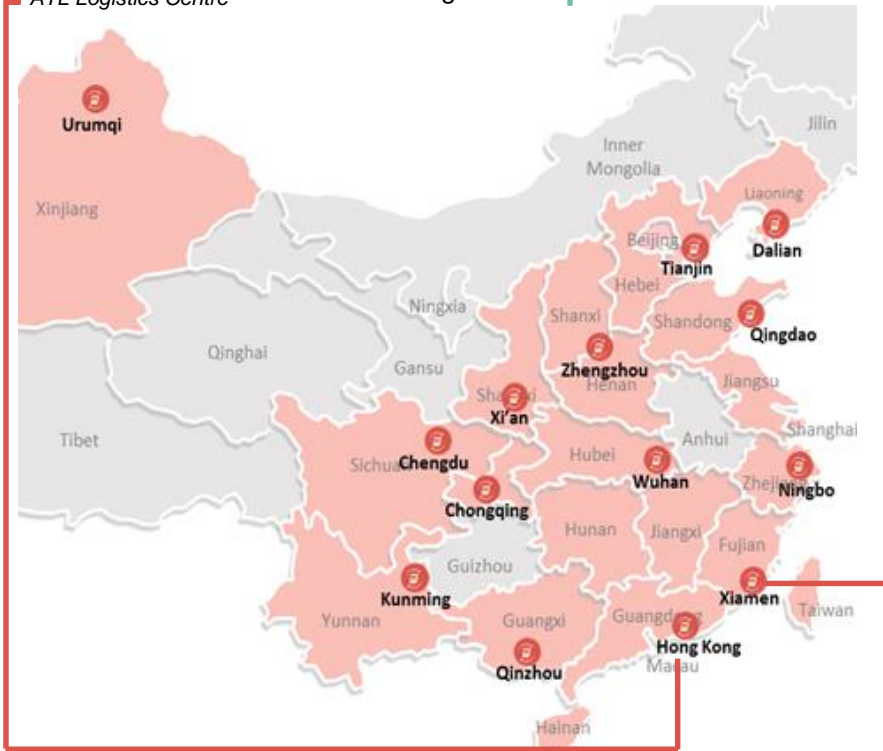 ATL Logistics Centre
Jilin
Inner
Mongolia
Urumqi
Liaoning
Xinjiang
Beijing
Dalian
Tianjin
Hebei
Ningxia
Shanxi
Shandong
Qingdao
Qinghai
Gansu
Zhengzhou
Henan
Jiangsu
Xi'an
Shanghai
Tibet
Anhui
Hubei
Sichuan
Chengdu
Wuhan
Ningbo
Chongqing
Hunan
Jiangxi
Fujian
Guizhou
Kunming
Xiamen
Taiwan
Yunnan
Guangxi
Guangdong
Hong Kong
Macau
Qinzhou
Hainan